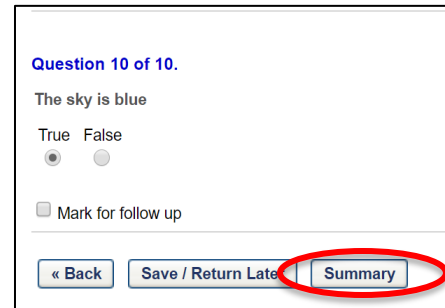 Question 10 of 10.
The sky is blue
True False
Mark for follow up
« Back Save / Return Late Summary